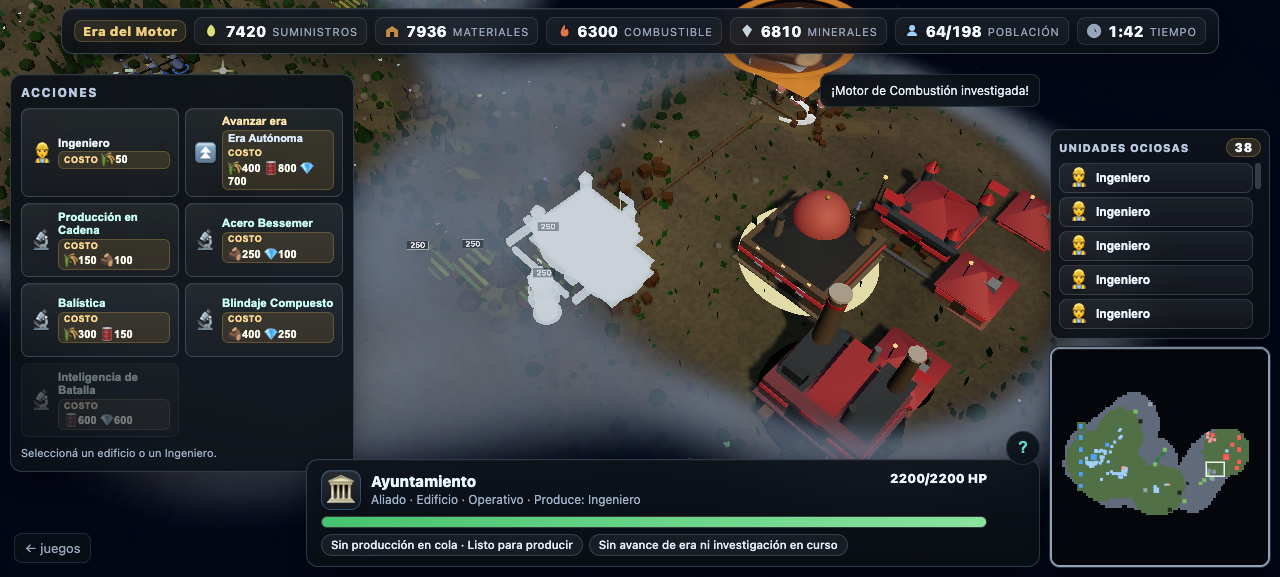 Era del Motor
7420 SUMINISTROS
7936 MATERIALES
6300 COMBUSTIBLE
6810 MINERALES
64/198 POBLACIÓN
1:42 TIEMPO
¡Motor de Combustión investigada!
ACCIONES
Ingeniero
COSTO 50
Avanzar era
Era Autónoma
COSTO
400 800
700
Producción en
Cadena
COSTO
150 100
Acero Bessemer
COSTO
250 100
Balística
COSTO
300 150
Blindaje Compuesto
COSTO
400 250
Inteligencia de
Batalla
COSTO
600 600
Seleccioná un edificio o un Ingeniero.
250
250
250
250
UNIDADES OCIOSAS 38
Ingeniero
Ingeniero
Ingeniero
Ingeniero
Ingeniero
?
Ayuntamiento
2200/2200 HP
Aliado · Edificio · Operativo · Produce: Ingeniero
Sin producción en cola · Listo para producir
Sin avance de era ni investigación en curso
← juegos